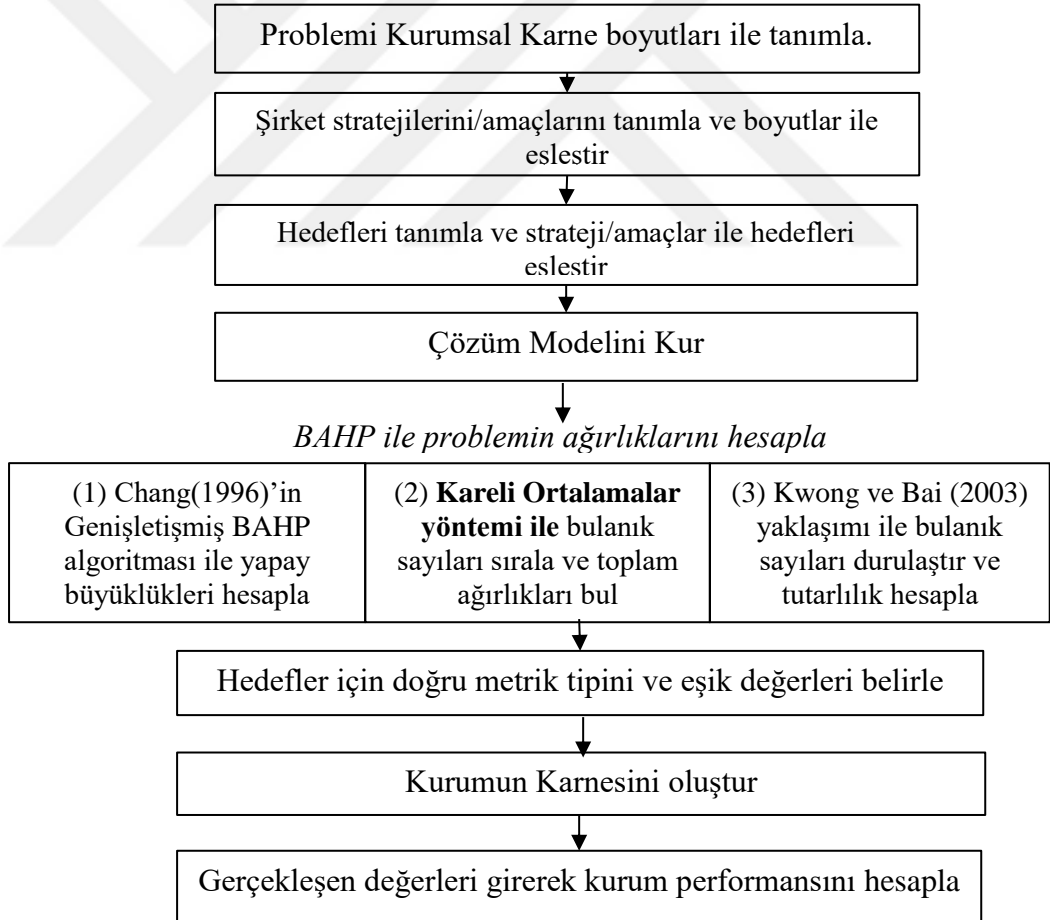 Problemi Kurumsal Karne boyutları ile tanımla.
Şirket stratejilerini/amaçlarını tanımla ve boyutlar ile
eslestir
Hedefleri tanımla ve strateji/amaçlar ile hedefleri
eslestir
Çözüm Modelini Kur
BAHP ile problemin ağırlıklarını hesapla
(1) Chang(1996)’in
Genişletişmiş BAHP
algoritması ile yapay
büyüklükleri hesapla
(2) Kareli Ortalamalar
yöntemi ile bulanık
sayıları sırala ve toplam
ağırlıkları bul
(3) Kwong ve Bai (2003)
yaklaşımı ile bulanık
sayıları durulaştır ve
tutarlılık hesapla
Hedefler için doğru metrik tipini ve eşik değerleri belirle
Kurumun Karnesini oluştur
Gerçekleşen değerleri girerek kurum performansını hesapla